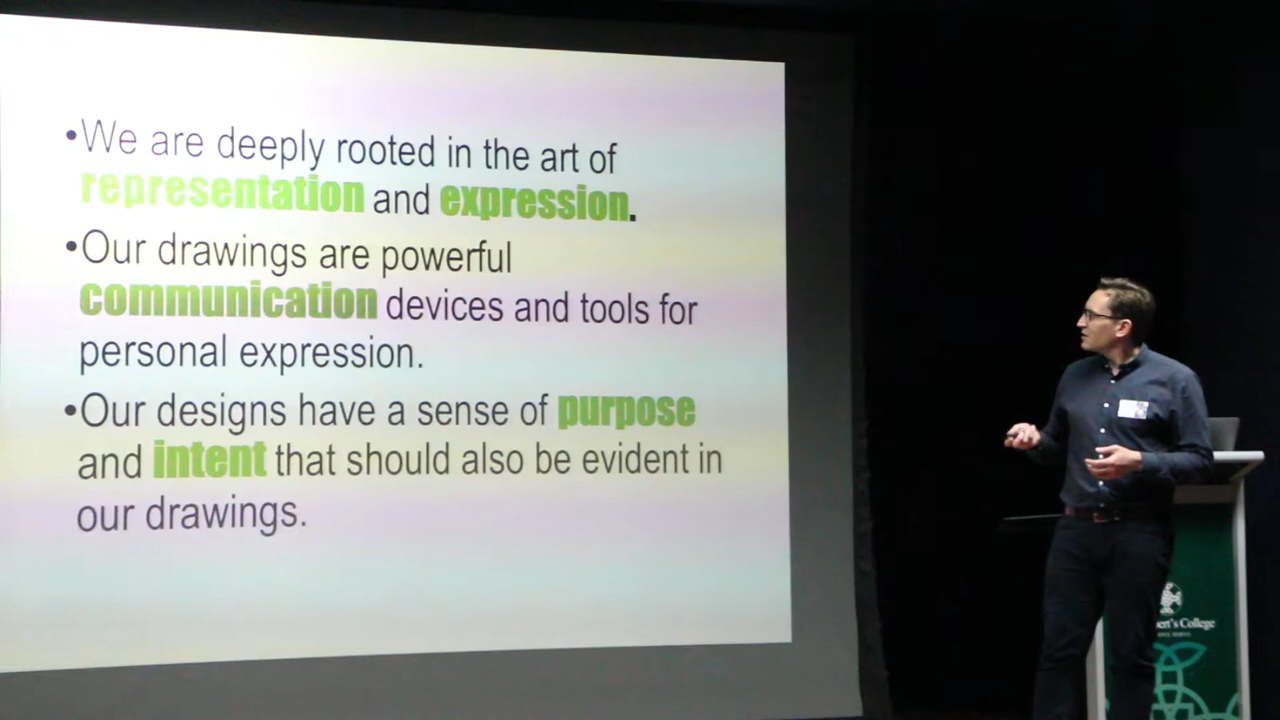 •We are deeply rooted in the art of
representation and expression.
•Our drawings are powerful
communication devices and tools for
personal expression.
•Our designs have a sense of purpose
and intent that should also be evident in
our drawings.
College